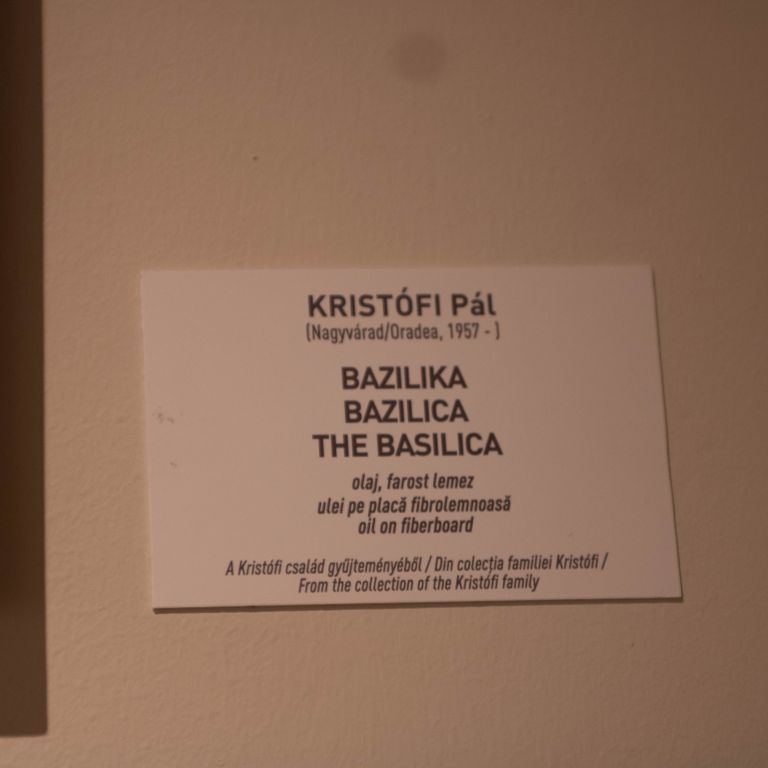 KRISTÓFI Pál
(Nagyvárad/Oradea, 1957 - )
BAZILIKA
BAZILICA
THE BASILICA
olaj, farost lemez
ulei pe placă fibrolemnoasă
oil on fiberboard
A Kristófi család gyűjteményéből / Din colecția familiei Kristófi /
From the collection of the Kristófi family